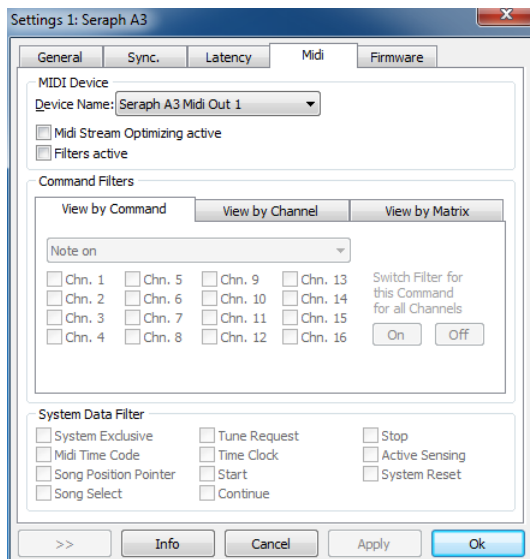 Settings 1: Seraph A3
General Sync. Latency Midi Firmware
MIDI Device
Device Name: Seraph A3 Midi Out 1
Midi Stream Optimizing active
Filters active
Command Filters
View by Command View by Channel View by Matrix
Note on
Chn. 1 Chn. 5 Chn. 9 Chn. 13
Chn. 2 Chn. 6 Chn. 10 Chn. 14
Chn. 3 Chn. 7 Chn. 11 Chn. 15
Chn. 4 Chn. 8 Chn. 12 Chn. 16
Switch Filter for
this Command
for all Channels
On Off
System Data Filter
System Exclusive Tune Request Stop
Midi Time Code Time Clock Active Sensing
Song Position Pointer Start System Reset
Song Select Continue
>> Info Cancel Apply Ok